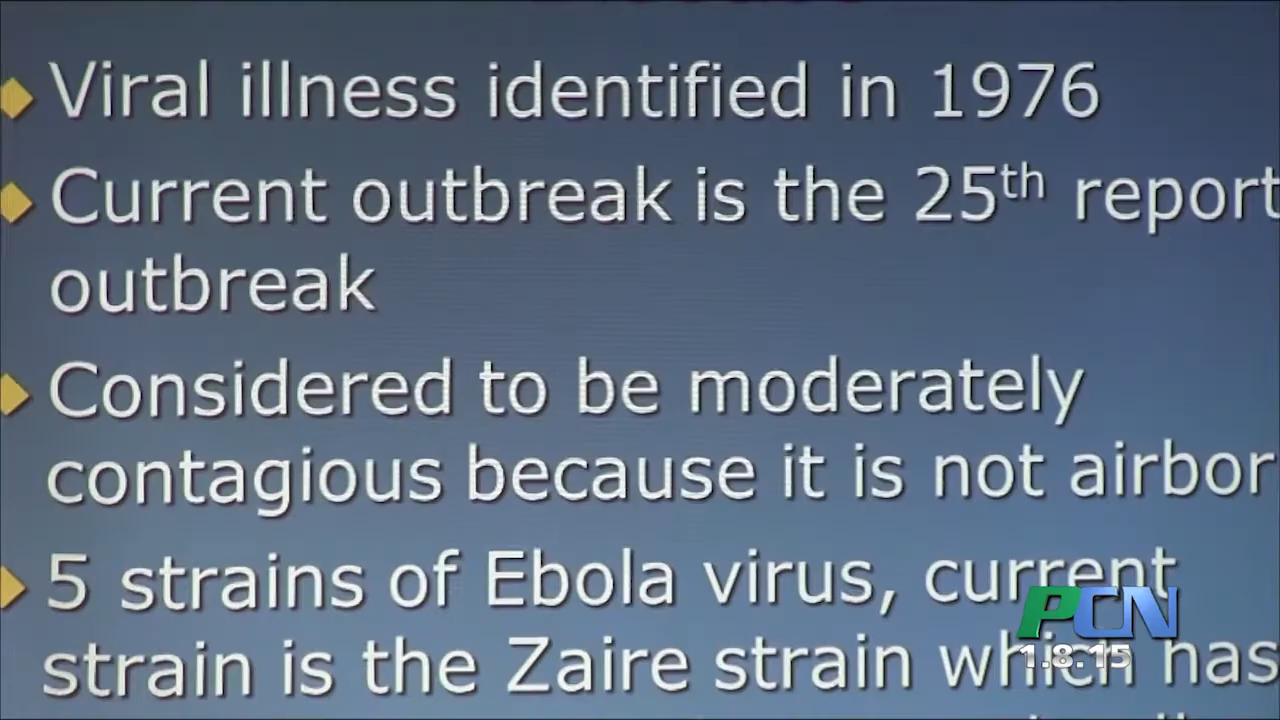 Viral illness identified in 1976
Current outbreak is the 25th report
outbreak
Considered to be moderately
contagious because it is not airbor
5 strains of Ebola virus, current
strain is the Zaire strain which has
PCN
1.8.15